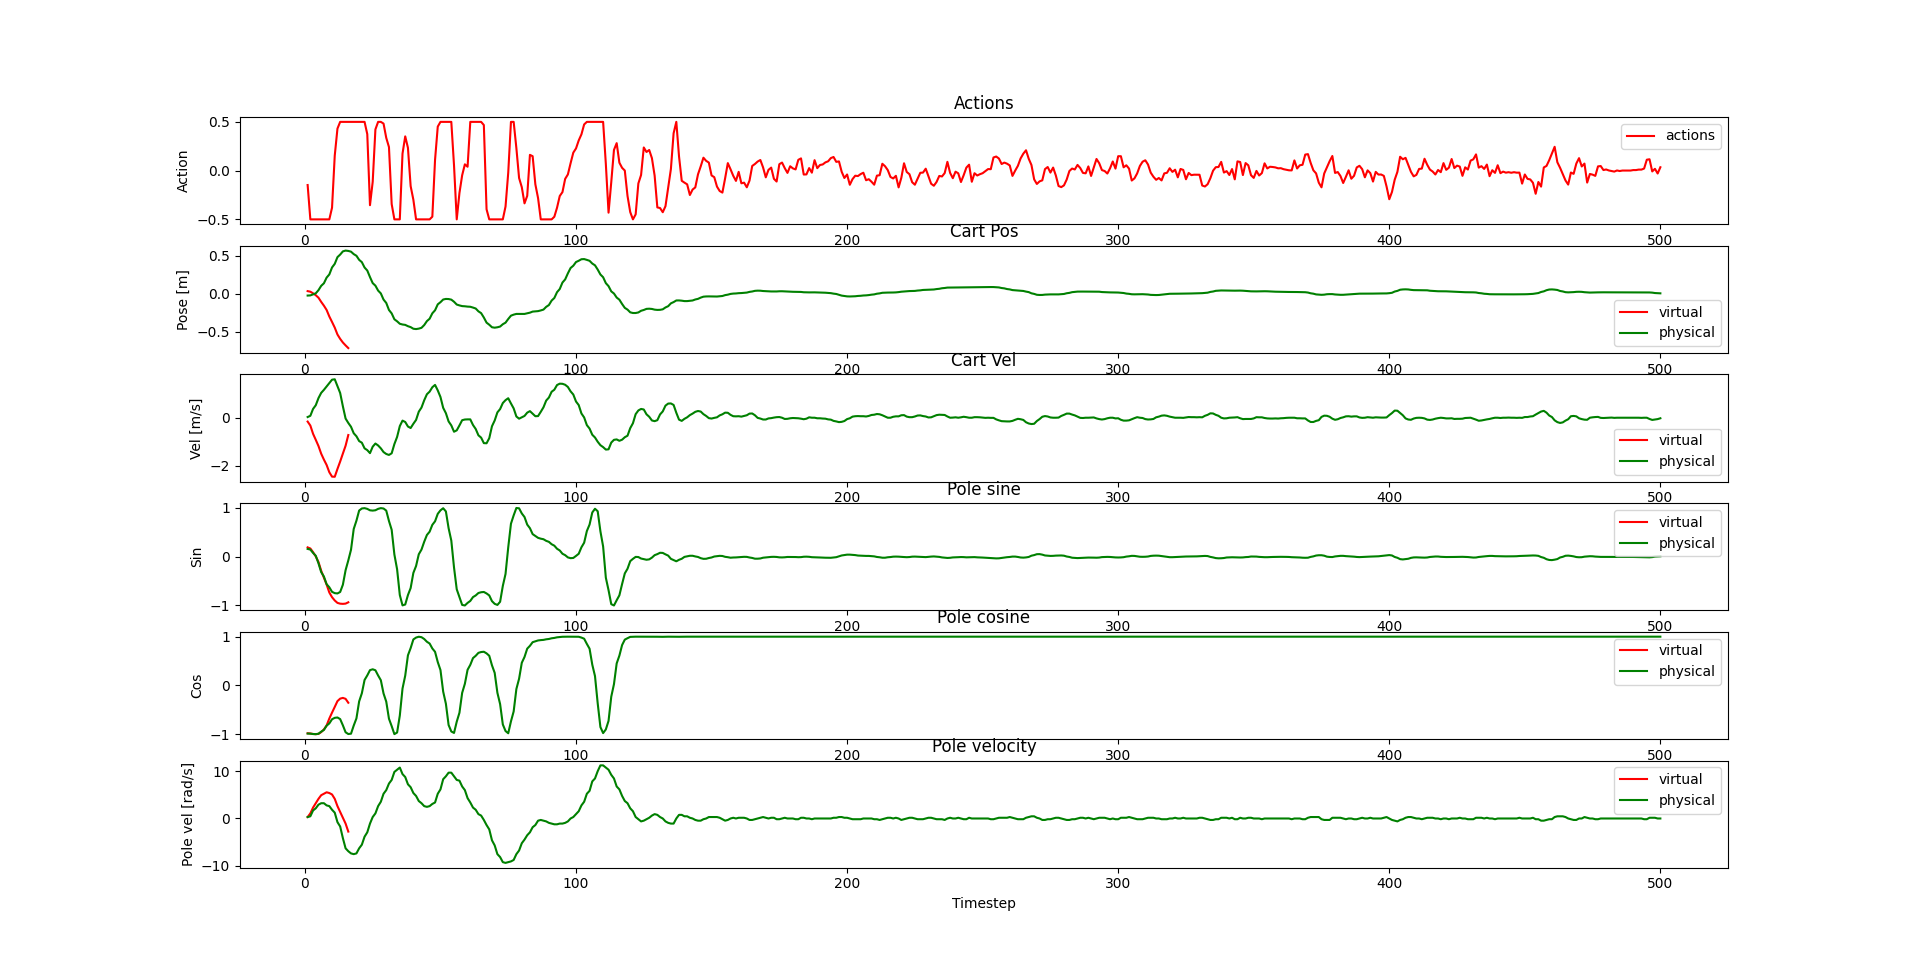 Actions
Action
0.5
0.0
−0.5
actions
0 100 200 300 400 500
Cart Pos
Pose [m]
0.5
0.0
−0.5
virtual
physical
0 100 200 300 400 500
Cart Vel
Vel [m/s]
0
−2
virtual
physical
0 100 200 300 400 500
Pole sine
Sin
1
0
−1
virtual
physical
0 100 200 300 400 500
Pole cosine
Cos
1
0
−1
virtual
physical
0 100 200 300 400 500
Pole velocity
Pole vel [rad/s]
10
0
−10
virtual
physical
0 100 200 300 400 500
Timestep